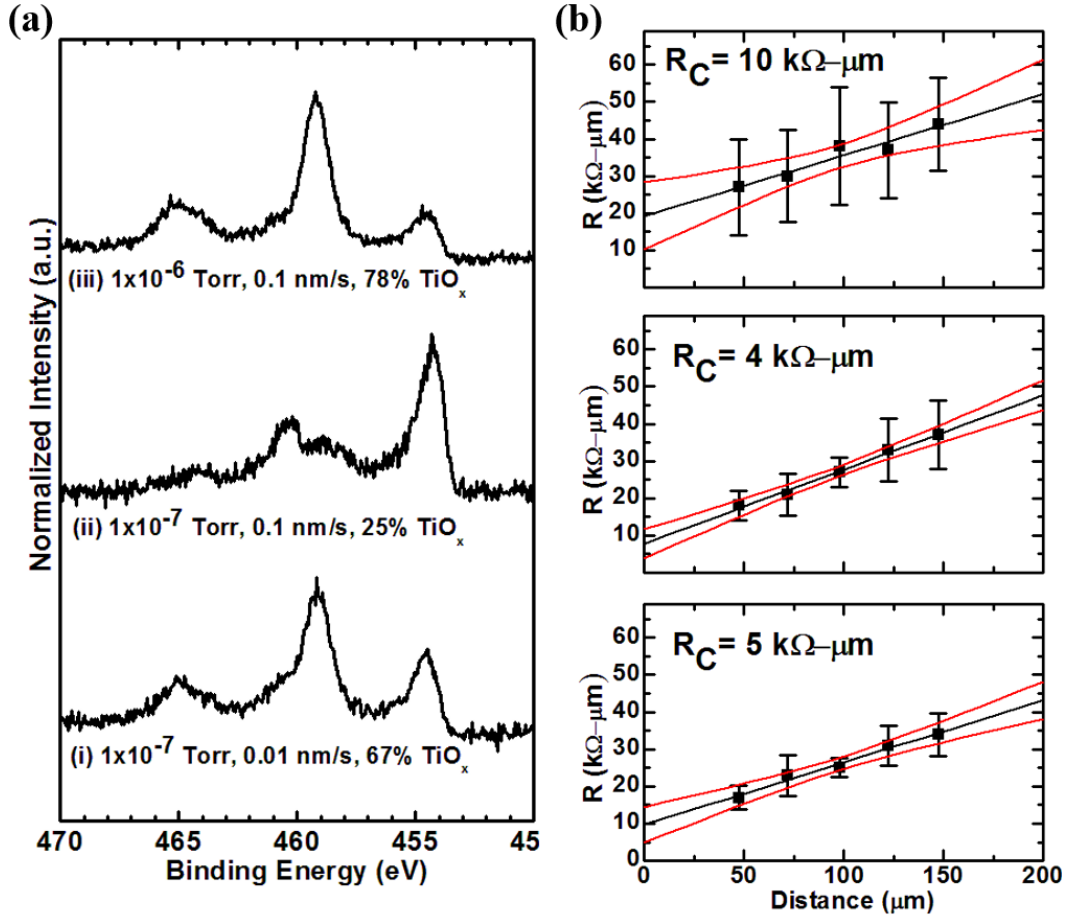 (a)
(iii) 1x10⁻⁶ Torr, 0.1 nm/s, 78% TiOₓ
(ii) 1x10⁻⁷ Torr, 0.1 nm/s, 25% TiOₓ
(i) 1x10⁻⁷ Torr, 0.01 nm/s, 67% TiOₓ
Normalized Intensity (a.u.)
470 465 460 455 45
Binding Energy (eV)
(b)
R_C = 10 kΩ–μm
60
50
40
30
20
10
R (kΩ–μm)
R_C = 4 kΩ–μm
60
50
40
30
20
10
R (kΩ–μm)
R_C = 5 kΩ–μm
60
50
40
30
20
10
0
R (kΩ–μm)
0 50 100 150 200
Distance (μm)